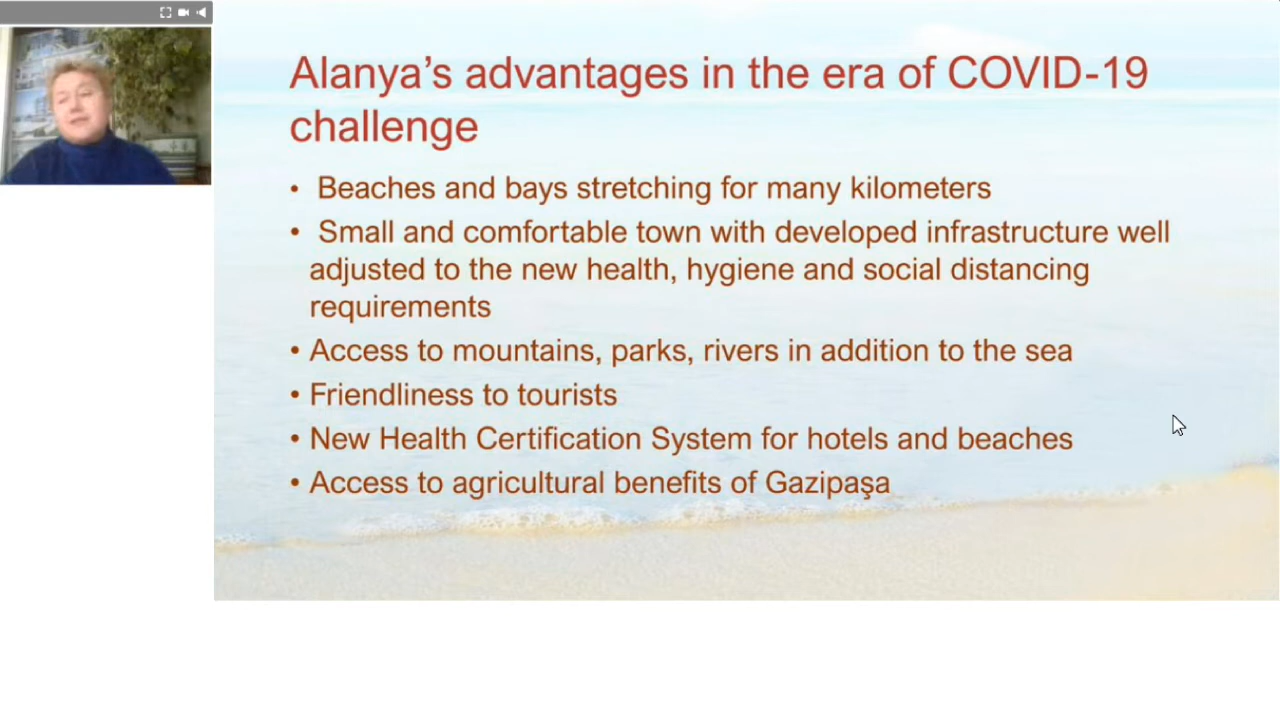 Alanya’s advantages in the era of COVID-19
challenge
• Beaches and bays stretching for many kilometers
• Small and comfortable town with developed infrastructure well
adjusted to the new health, hygiene and social distancing
requirements
• Access to mountains, parks, rivers in addition to the sea
• Friendliness to tourists
• New Health Certification System for hotels and beaches
• Access to agricultural benefits of Gazipaşa